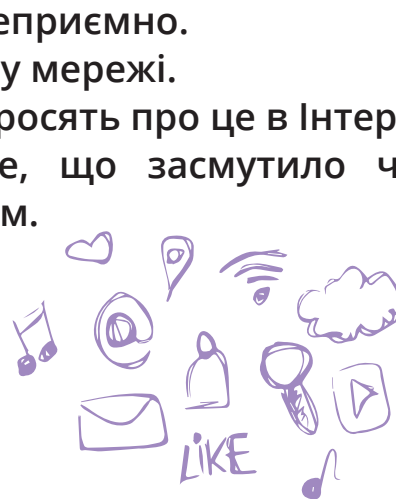 еприємно.
у мережі.
росять про це в Інтер
е, що засмутило ч
м.
LIKE